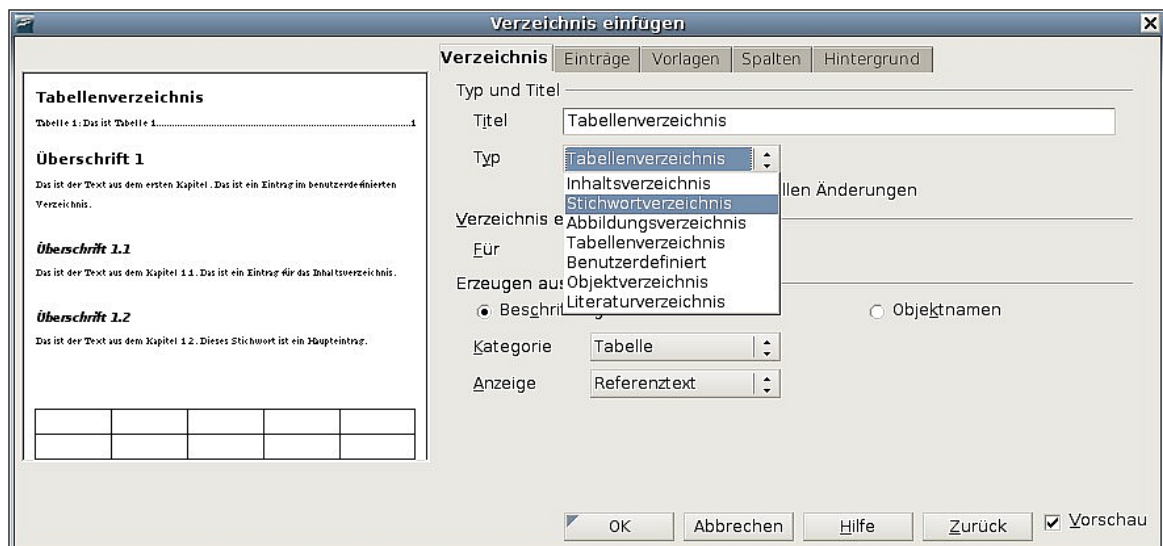 Verzeichnis einfügen
Tabellenverzeichnis
Tabelle 1: Das ist Tabelle 1.......................................................................................1
Überschrift 1
Das ist der Text aus dem ersten Kapitel. Das ist ein Eintrag im benutzerdefinierten
Verzeichnis.
Überschrift 1.1
Das ist der Text aus dem Kapitel 1.1. Das ist ein Eintrag für das Inhaltsverzeichnis.
Überschrift 1.2
Das ist der Text aus dem Kapitel 1.2. Dieses Stichwort ist ein Haupteintrag.
Verzeichnis Einträge Vorlagen Spalten Hintergrund
Typ und Titel
Titel Tabellenverzeichnis
Typ Tabellenverzeichnis
Inhaltsverzeichnis
llen Änderungen
Stichwortverzeichnis
Verzeichnis e
Abbildungsverzeichnis
Tabellenverzeichnis
Für
Benutzerdefiniert
Erzeugen aus
Objektverzeichnis
Literaturverzeichnis
Beschri
Objektnamen
Kategorie Tabelle
Anzeige Referenztext
OK Abbrechen Hilfe Zurück Vorschau